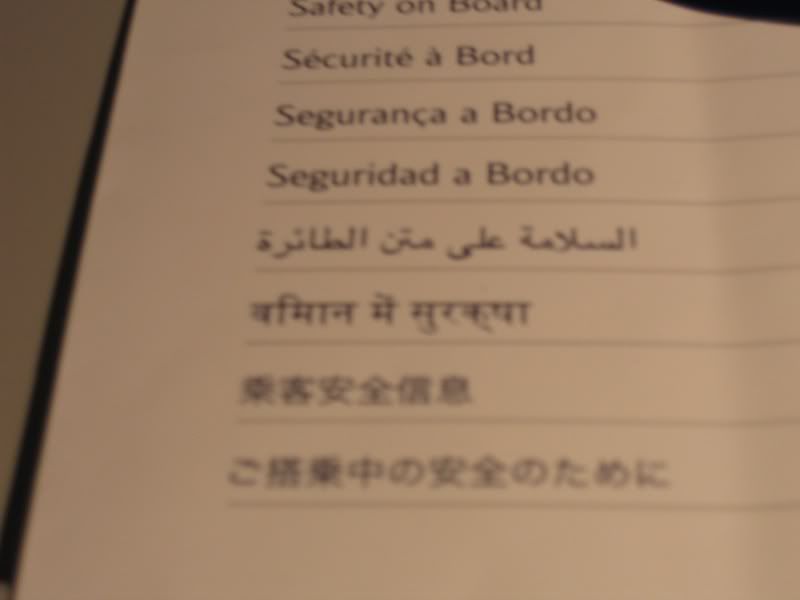 Safety on Board
Sécurité à Bord
Segurança a Bordo
Seguridad a Bordo
السلامة على متن الطائرة
वमिान में सुरक्षा
乘客安全信息
ご搭乗中の安全のために